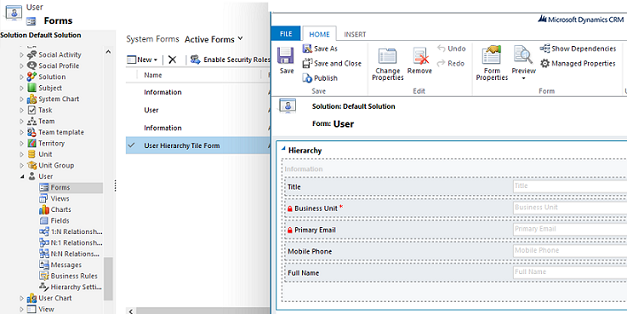 User
Forms
Solution Default Solution
Social Activity
Social Profile
Solution
Subject
System Chart
Task
Team
Team template
Territory
Unit
Unit Group
User
Forms
Views
Charts
Fields
1:N Relationsh...
N:1 Relationsh...
N:N Relations...
Messages
Business Rules
Hierarchy Setti...
User Chart
View
System Forms Active Forms
New
Enable Security Roles
Name
Information
User
Information
User Hierarchy Tile Form
Microsoft Dynamics CRM
FILE HOME INSERT
Save
Save As
Save and Close
Publish
Save
Change Properties
Remove
Undo
Redo
Edit
Form Properties
Preview
Show Dependencies
Managed Properties
Form
Solution: Default Solution
Form: User
Hierarchy
Information
Title Title
Business Unit * Business Unit
Primary Email Primary Email
Mobile Phone Mobile Phone
Full Name Full Name